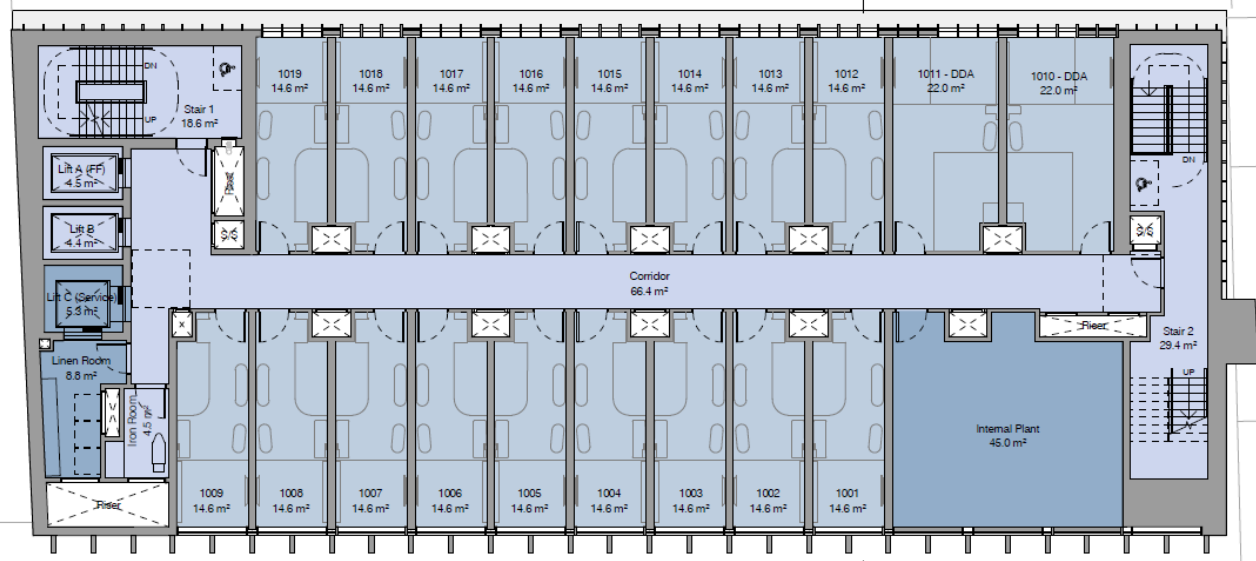 1019
14.6 m²
1018
14.6 m²
1017
14.6 m²
1016
14.6 m²
1015
14.6 m²
1014
14.6 m²
1013
14.6 m²
1012
14.6 m²
1011 - DDA
22.0 m²
1010 - DDA
22.0 m²
DN
Stair 1
18.6 m²
UP
DN
Lift A (FF)
4.5 m²
Riser
Lift B
4.4 m²
S/S
S/S
Corridor
66.4 m²
Lift C (Service)
5.3 m²
Riser
Stair 2
29.4 m²
Linen Room
8.8 m²
UP
Iron Room
4.5 m²
Internal Plant
45.0 m²
1009
14.6 m²
1008
14.6 m²
1007
14.6 m²
1006
14.6 m²
1005
14.6 m²
1004
14.6 m²
1003
14.6 m²
1002
14.6 m²
1001
14.6 m²
Riser